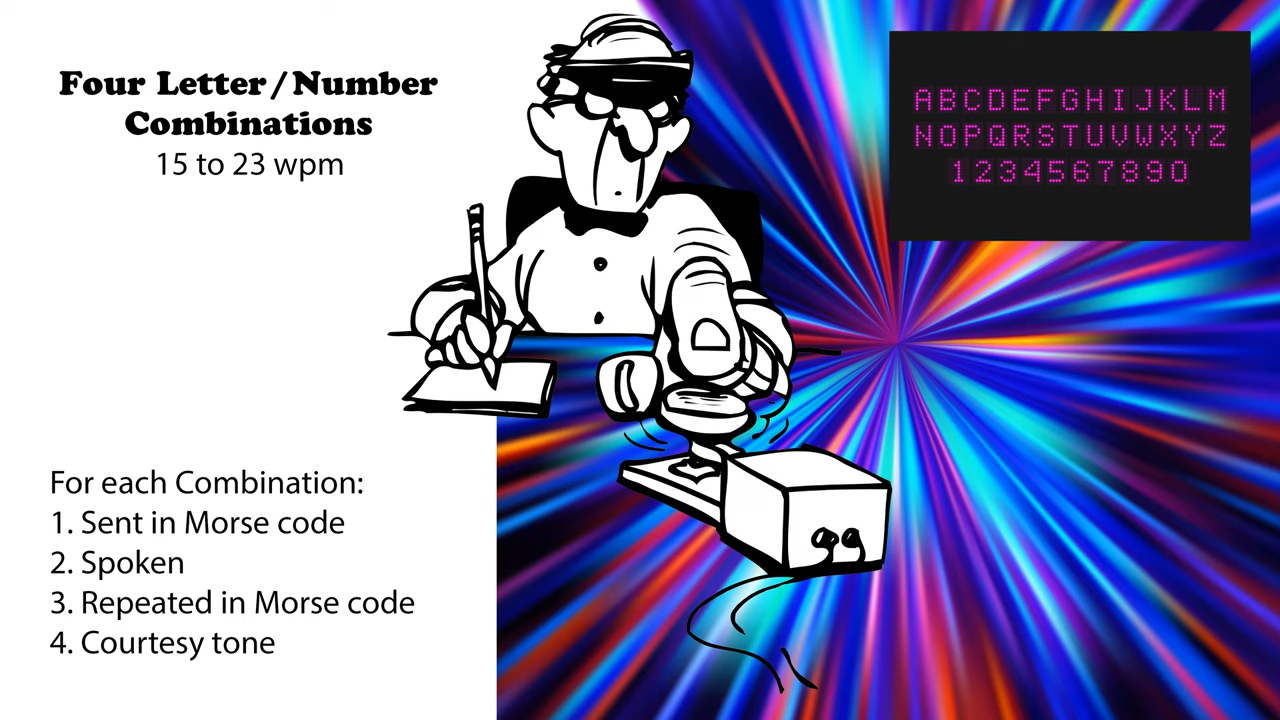 Four Letter/Number
Combinations
15 to 23 wpm
ABCDEFGHIJKLM
NOPQRSTUVWXYZ
1234567890
For each Combination:
1. Sent in Morse code
2. Spoken
3. Repeated in Morse code
4. Courtesy tone